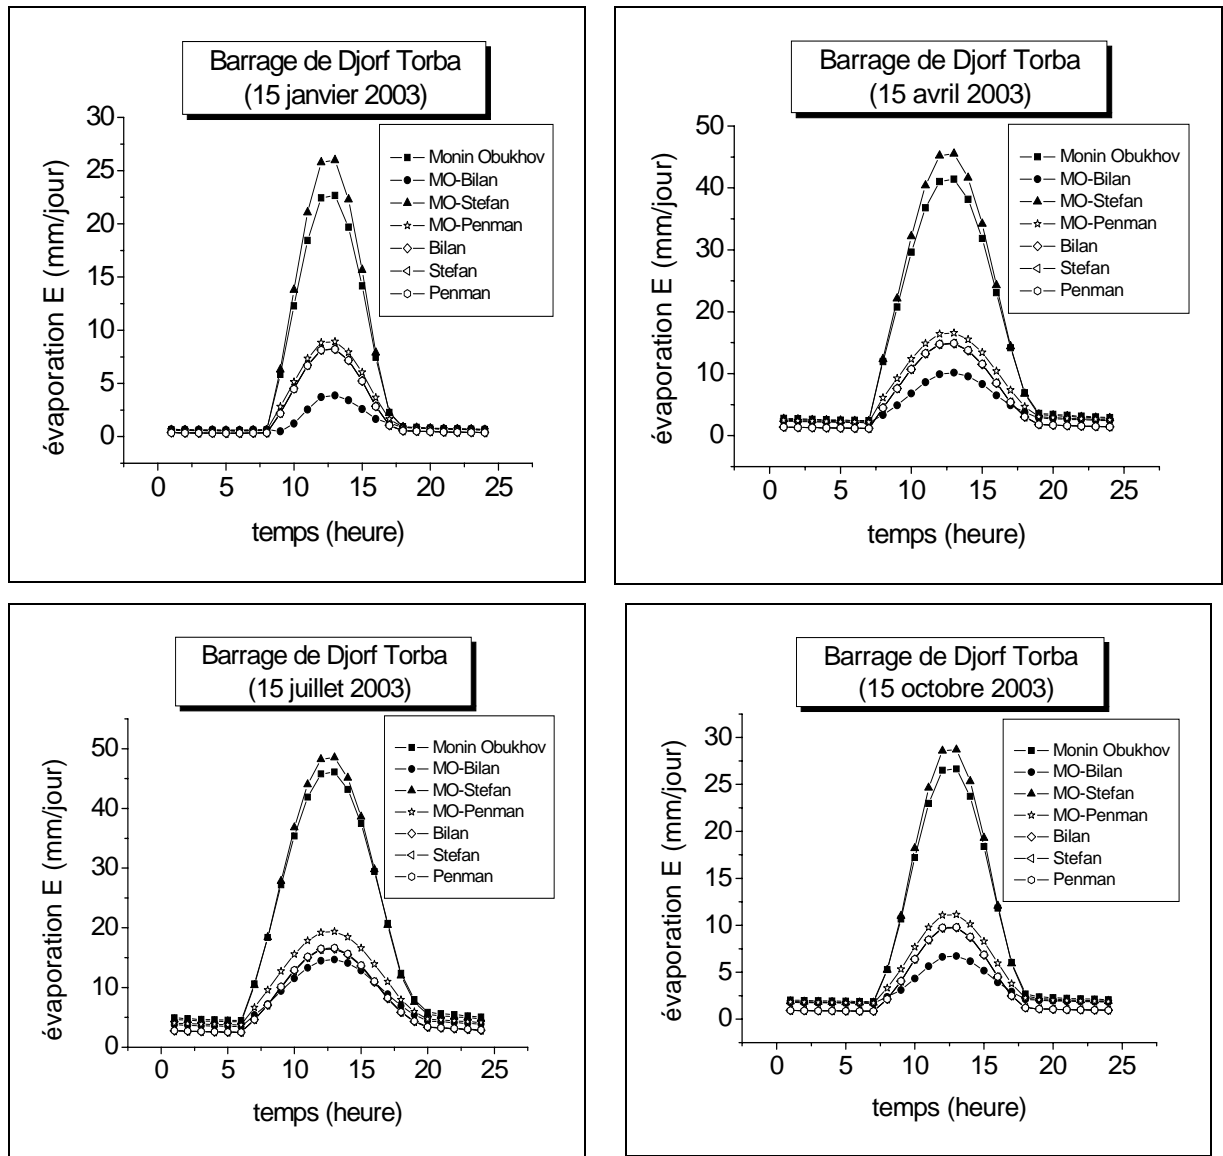 Barrage de Djorf Torba
(15 janvier 2003)
30
25
20
15
10
5
0
évaporation E (mm/jour)
Monin Obukhov
MO-Bilan
MO-Stefan
MO-Penman
Bilan
Stefan
Penman
0 5 10 15 20 25
temps (heure)
Barrage de Djorf Torba
(15 avril 2003)
50
40
30
20
10
0
évaporation E (mm/jour)
Monin Obukhov
MO-Bilan
MO-Stefan
MO-Penman
Bilan
Stefan
Penman
0 5 10 15 20 25
temps (heure)
Barrage de Djorf Torba
(15 juillet 2003)
50
40
30
20
10
0
évaporation E (mm/jour)
Monin Obukhov
MO-Bilan
MO-Stefan
MO-Penman
Bilan
Stefan
Penman
0 5 10 15 20 25
temps (heure)
Barrage de Djorf Torba
(15 octobre 2003)
30
25
20
15
10
5
0
évaporation E (mm/jour)
Monin Obukhov
MO-Bilan
MO-Stefan
MO-Penman
Bilan
Stefan
Penman
0 5 10 15 20 25
temps (heure)